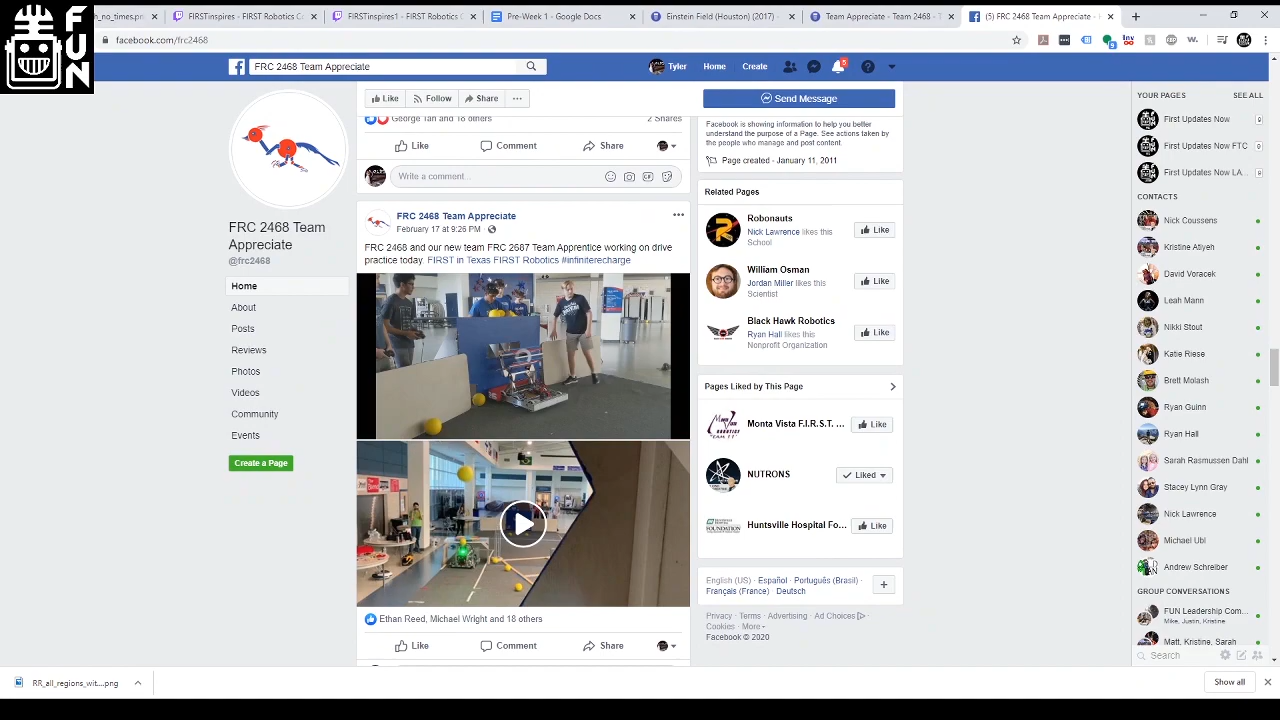 h_no_times.pn
FIRSTinspires - FIRST Robotics Co
FIRSTinspires1 - FIRST Robotics C
Pre-Week 1 - Google Docs
Einstein Field (Houston) (2017) -
Team Appreciate - Team 2468 - T
(5) FRC 2468 Team Appreciate - H
facebook.com/frc2468
FUN
FRC 2468 Team Appreciate
Tyler
Home
Create
Like
Follow
Share
Send Message
George Tan and 18 others
2 Shares
Like
Comment
Share
Write a comment...
FRC 2468 Team Appreciate
@frc2468
Home
About
Posts
Reviews
Photos
Videos
Community
Events
Create a Page
FRC 2468 Team Appreciate
February 17 at 9:26 PM
FRC 2468 and our new team FRC 2687 Team Apprentice working on drive
practice today. FIRST in Texas FIRST Robotics #infiniterecharge
Ethan Reed, Michael Wright and 18 others
Like
Comment
Share
Facebook is showing information to help you better
understand the purpose of a Page. See actions taken by
the people who manage and post content.
Page created - January 11, 2011
Related Pages
Robonauts
Nick Lawrence likes this
School
Like
William Osman
Jordan Miller likes this
Scientist
Like
Black Hawk Robotics
Ryan Hall likes this
Nonprofit Organization
Like
Pages Liked by This Page
Monta Vista F.I.R.S.T. ...
Like
NUTRONS
Liked
Huntsville Hospital Fo...
Like
English (US) · Español · Português (Brasil) ·
Français (France) · Deutsch
Privacy · Terms · Advertising · Ad Choices ·
Cookies · More
Facebook © 2020
YOUR PAGES
SEE ALL
First Updates Now
First Updates Now FTC
First Updates Now LA...
CONTACTS
Nick Coussens
Kristine Atiyeh
David Voracek
Leah Mann
Nikki Stout
Katie Riese
Brett Molash
Ryan Guinn
Ryan Hall
Sarah Rasmussen Dahl
Stacey Lynn Gray
Nick Lawrence
Michael Ubl
Andrew Schreiber
GROUP CONVERSATIONS
FUN Leadership Com...
Mike, Justin, Kristine
Matt, Kristine, Sarah
Search
RR_all_regions_wit....png
Show all